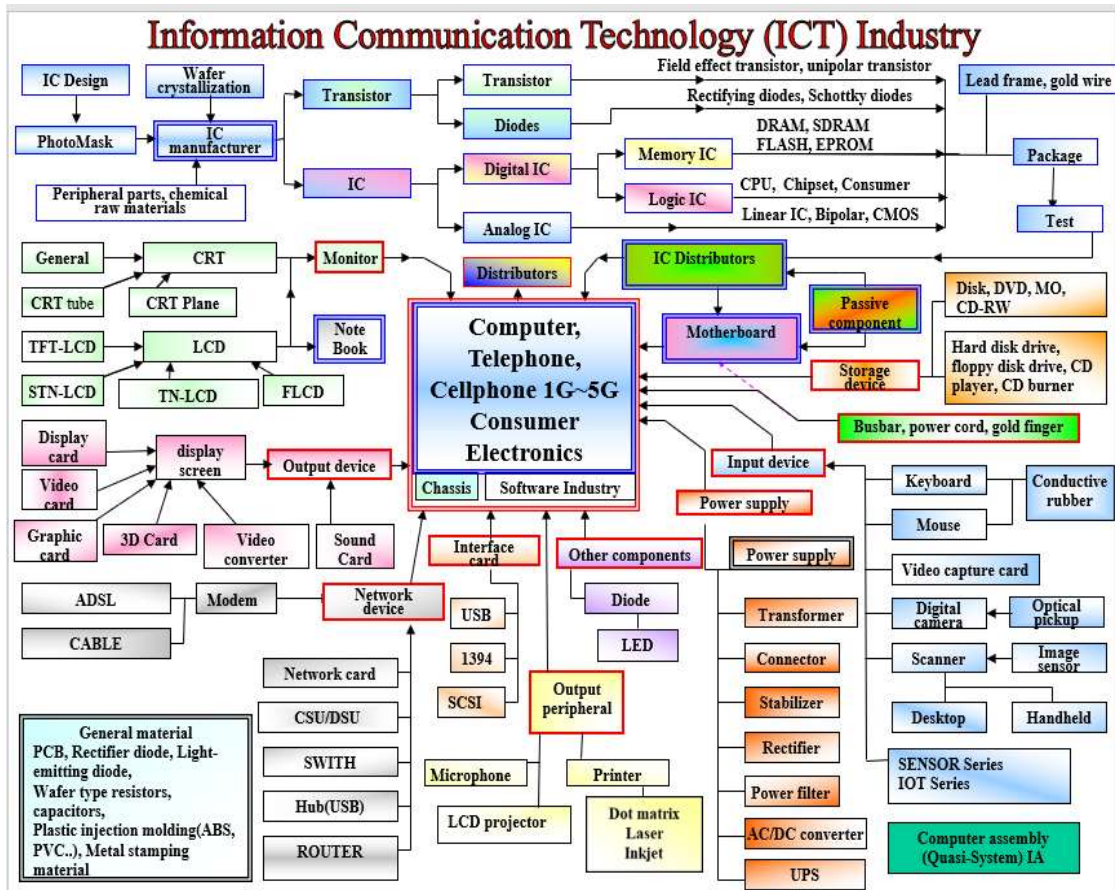 Information Communication Technology (ICT) Industry
IC Design
Wafer
crystallization
PhotoMask
IC
manufacturer
Peripheral parts, chemical
raw materials
Transistor
IC
Transistor
Diodes
Digital IC
Analog IC
Memory IC
Logic IC
Field effect transistor, unipolar transistor
Rectifying diodes, Schottky diodes
DRAM, SDRAM
FLASH, EPROM
CPU, Chipset, Consumer
Linear IC, Bipolar, CMOS
Lead frame, gold wire
Package
Test
General
CRT
CRT tube
CRT Plane
Monitor
TFT-LCD
LCD
STN-LCD
TN-LCD
FLCD
Note
Book
Distributors
IC Distributors
Motherboard
Passive
component
Disk, DVD, MO,
CD-RW
Hard disk drive,
floppy disk drive, CD
player, CD burner
Storage
device
Busbar, power cord, gold finger
Computer,
Telephone,
Cellphone 1G~5G
Consumer
Electronics
Chassis
Software Industry
Display
card
Video
card
Graphic
card
display
screen
3D Card
Video
converter
Output device
Sound
Card
Input device
Power supply
Keyboard
Conductive
rubber
Mouse
Video capture card
Digital
camera
Optical
pickup
Scanner
Image
sensor
Desktop
Handheld
SENSOR Series
IOT Series
Interface
card
Other components
Power supply
ADSL
Modem
CABLE
Network
device
USB
1394
SCSI
Diode
LED
Transformer
Connector
Stabilizer
Rectifier
Power filter
AC/DC converter
UPS
Network card
CSU/DSU
SWITH
Hub(USB)
ROUTER
Output
peripheral
Microphone
Printer
LCD projector
Dot matrix
Laser
Inkjet
General material
PCB, Rectifier diode, Light-
emitting diode,
Wafer type resistors,
capacitors,
Plastic injection molding(ABS,
PVC..), Metal stamping
material
Computer assembly
(Quasi-System) IA